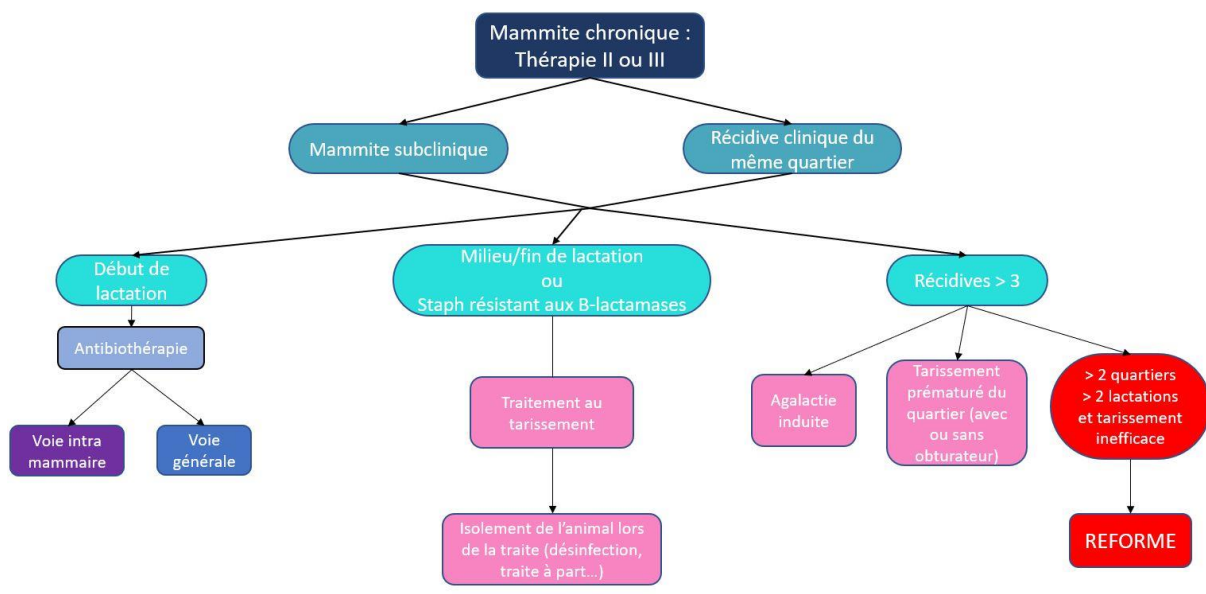 Mammite chronique :
Thérapie II ou III
Mammite subclinique
Récidive clinique du
même quartier
Début de
lactation
Milieu/fin de lactation
ou
Staph résistant aux B-lactamases
Récidives > 3
Antibiothérapie
Voie intra
mammaire
Voie
générale
Traitement au
tarissement
Isolement de l'animal lors
de la traite (désinfection,
traite à part...)
Agalactie
induite
Tarissement
prématuré du
quartier (avec
ou sans
obturateur)
> 2 quartiers
> 2 lactations
et tarissement
inefficace
REFORME